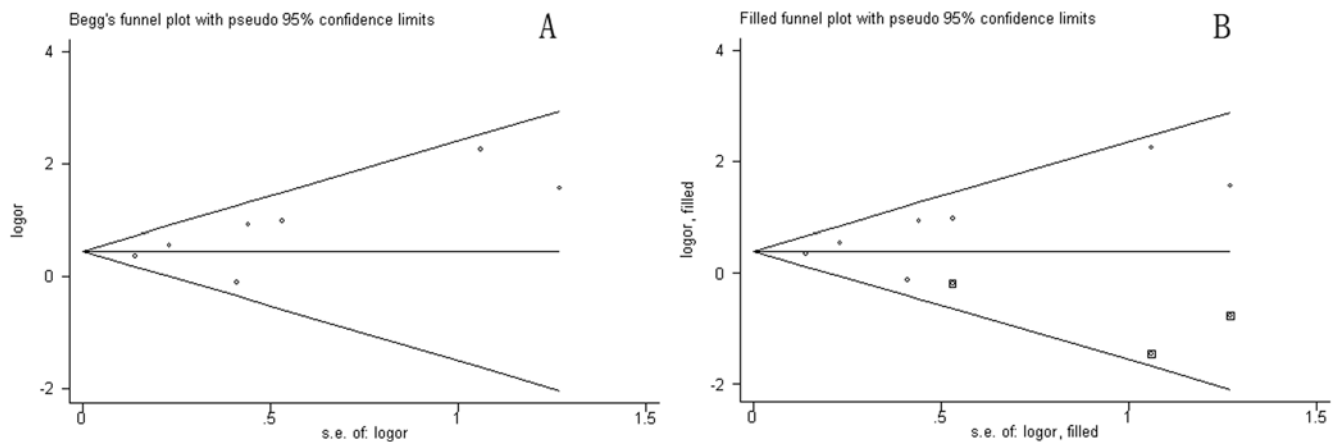 Begg's funnel plot with pseudo 95% confidence limits
A
4
2
0
-2
logor
0 .5 1 1.5
s.e. of: logor
Filled funnel plot with pseudo 95% confidence limits
B
4
2
0
-2
logor, filled
0 .5 1 1.5
s.e. of: logor, filled